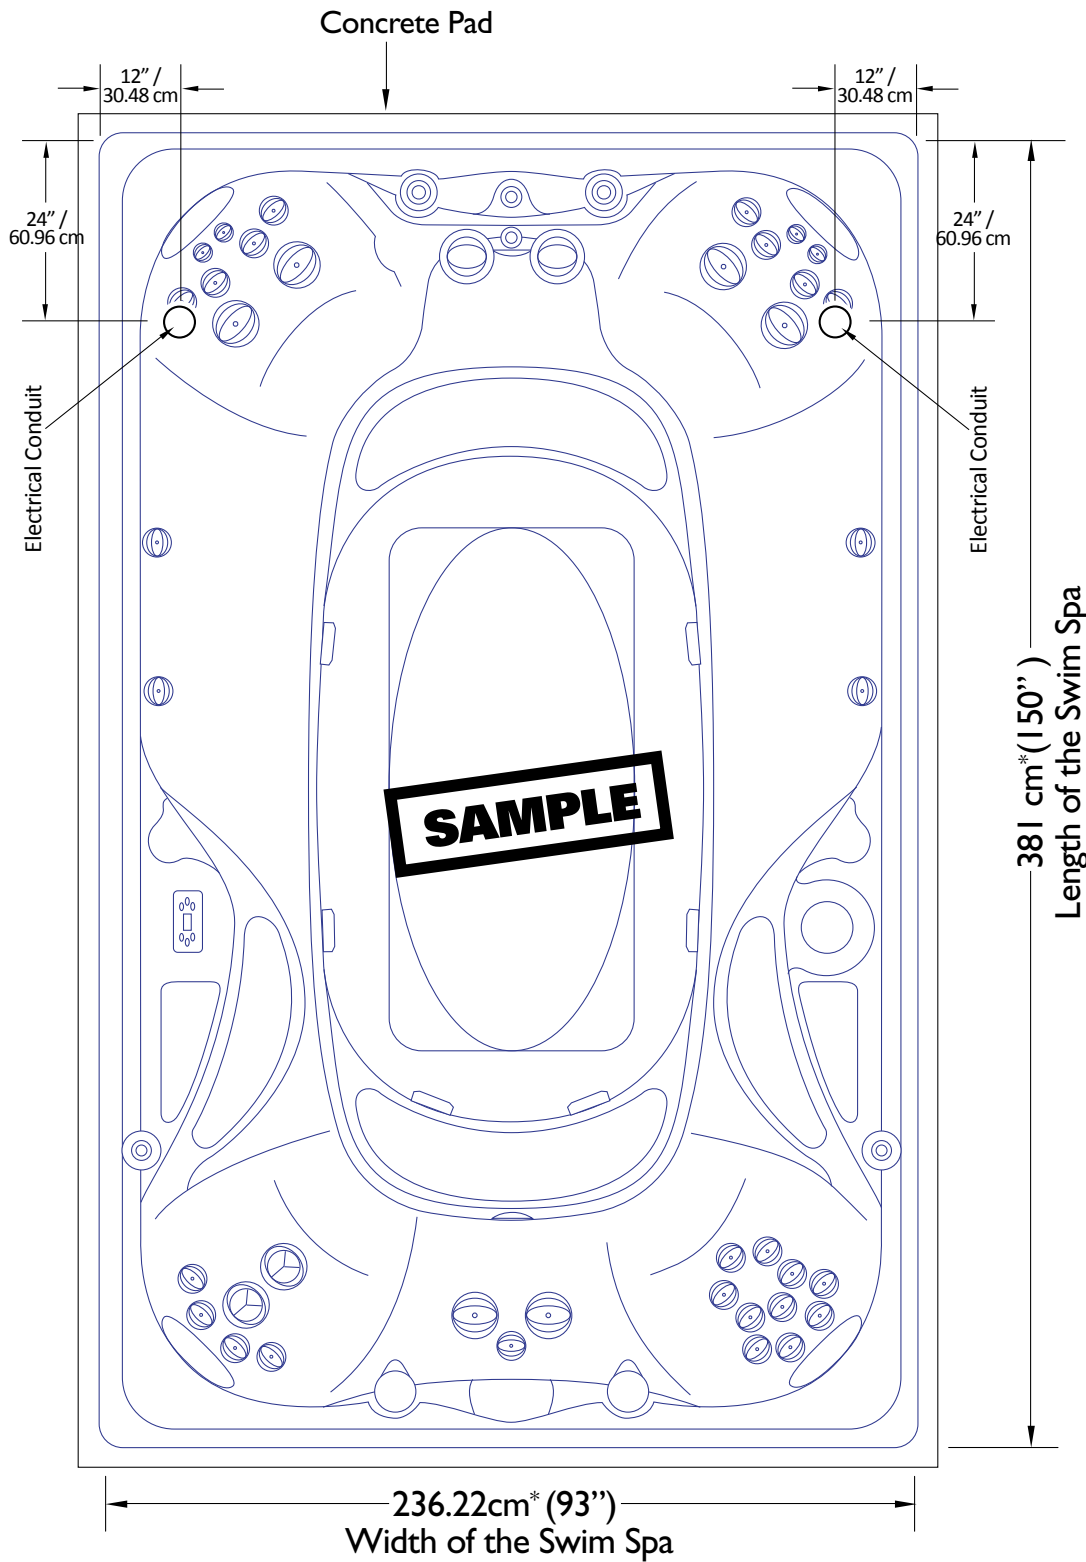 Concrete Pad
12” /
30.48 cm
12” /
30.48 cm
24” /
60.96 cm
24” /
60.96 cm
Electrical Conduit
Electrical Conduit
381 cm*(150” )
Length of the Swim Spa
SAMPLE
236.22cm* (93”)
Width of the Swim Spa